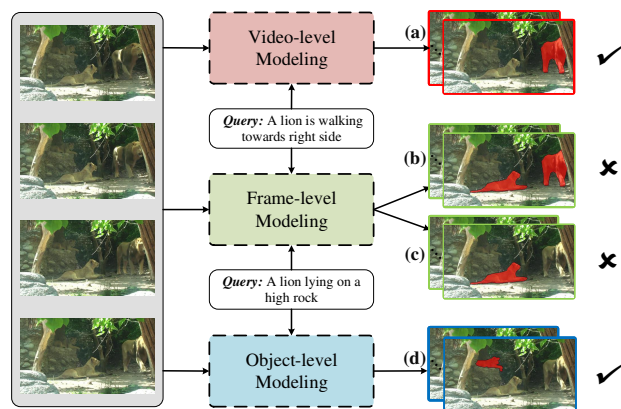 Video-level
Modeling
(a)
Query: A lion is walking
towards right side
(b)
Frame-level
Modeling
(c)
Query: A lion lying on a
high rock
Object-level
Modeling
(d)